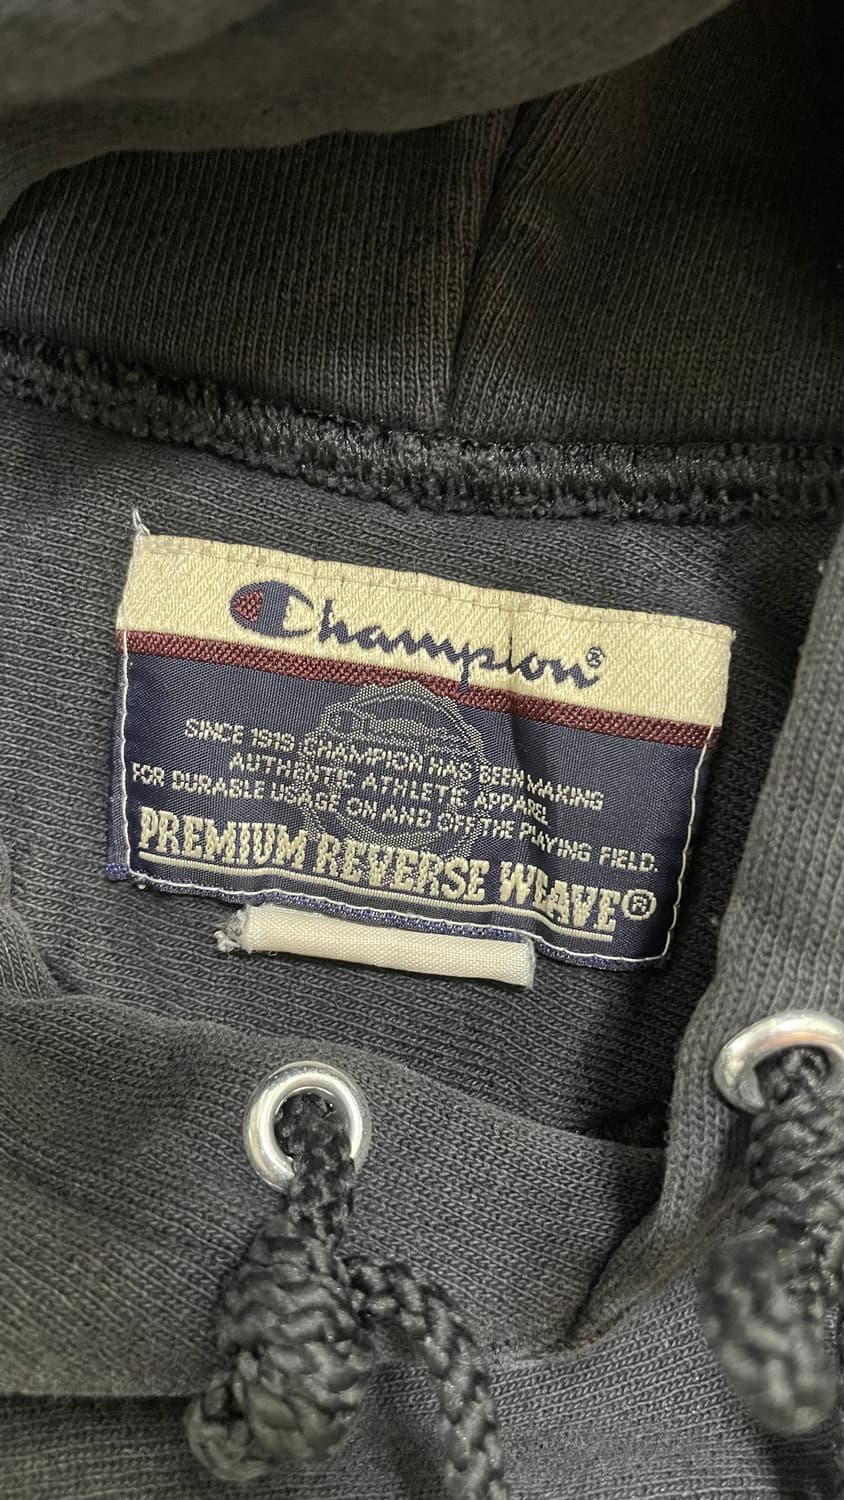 Champion®
SINCE 1919 CHAMPION HAS BEEN MAKING
AUTHENTIC ATHLETIC APPAREL
FOR DURABLE USAGE ON AND OFF THE PLAYING FIELD.
PREMIUM REVERSE WEAVE®